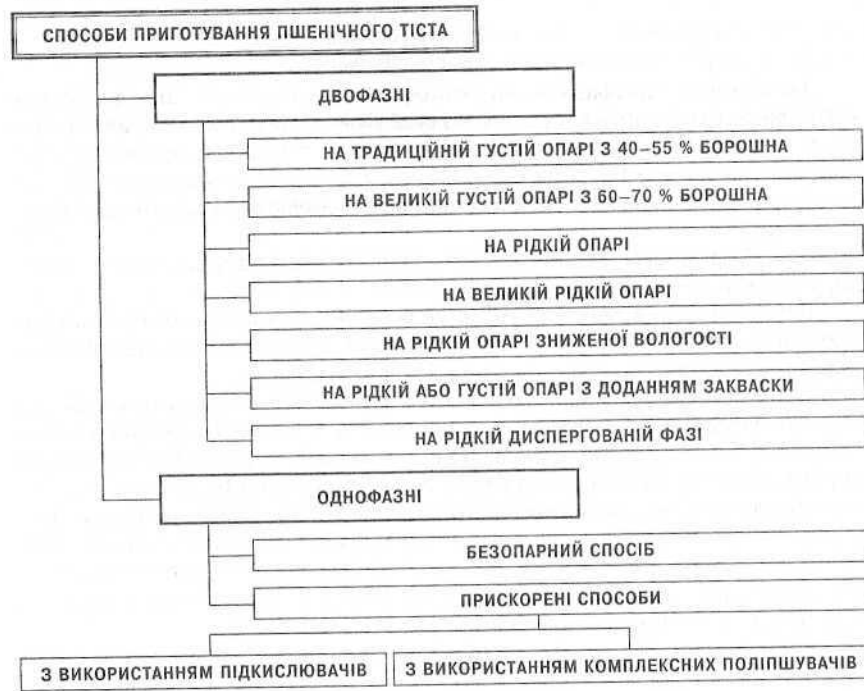 СПОСОБИ ПРИГОТУВАННЯ ПШЕНІЧНОГО ТІСТА
ДВОФАЗНІ
НА ТРАДИЦІЙНІЙ ГУСТІЙ ОПАРІ З 40–55 % БОРОШНА
НА ВЕЛИКІЙ ГУСТІЙ ОПАРІ З 60–70 % БОРОШНА
НА РІДКІЙ ОПАРІ
НА ВЕЛИКІЙ РІДКІЙ ОПАРІ
НА РІДКІЙ ОПАРІ ЗНИЖЕНОЇ ВОЛОГОСТІ
НА РІДКІЙ АБО ГУСТІЙ ОПАРІ З ДОДАННЯМ ЗАКВАСКИ
НА РІДКІЙ ДИСПЕРГОВАНІЙ ФАЗІ
ОДНОФАЗНІ
БЕЗОПАРНИЙ СПОСІБ
ПРИСКОРЕНІ СПОСОБИ
З ВИКОРИСТАННЯМ ПІДКИСЛЮВАЧІВ
З ВИКОРИСТАННЯМ КОМПЛЕКСНИХ ПОЛІПШУВАЧІВ